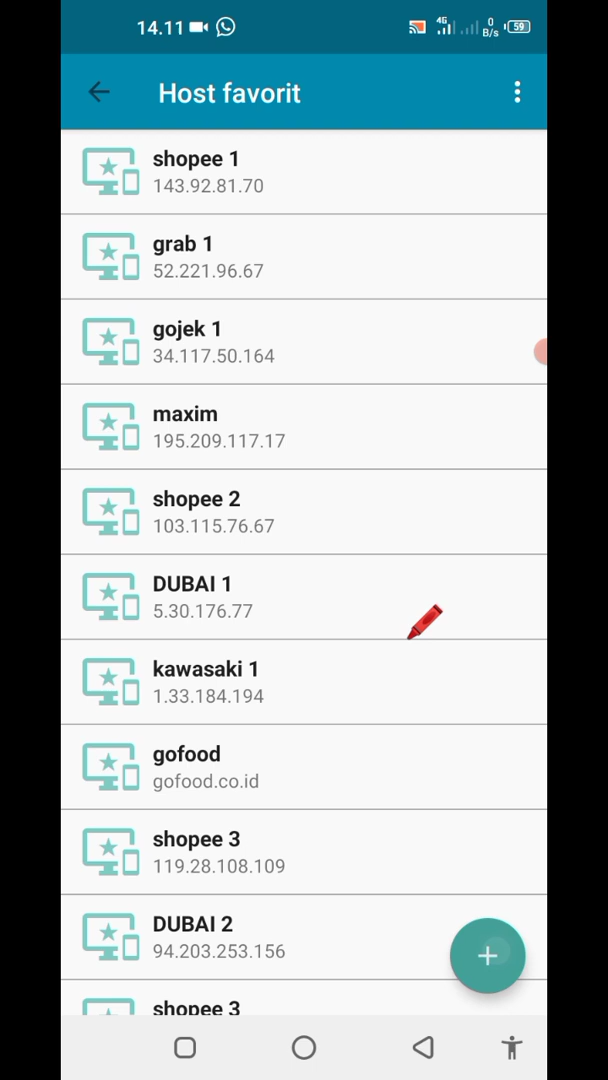 14.11
4G
0
B/s
59
Host favorit
shopee 1
143.92.81.70
grab 1
52.221.96.67
gojek 1
34.117.50.164
maxim
195.209.117.17
shopee 2
103.115.76.67
DUBAI 1
5.30.176.77
kawasaki 1
1.33.184.194
gofood
gofood.co.id
shopee 3
119.28.108.109
DUBAI 2
94.203.253.156
shopee 3